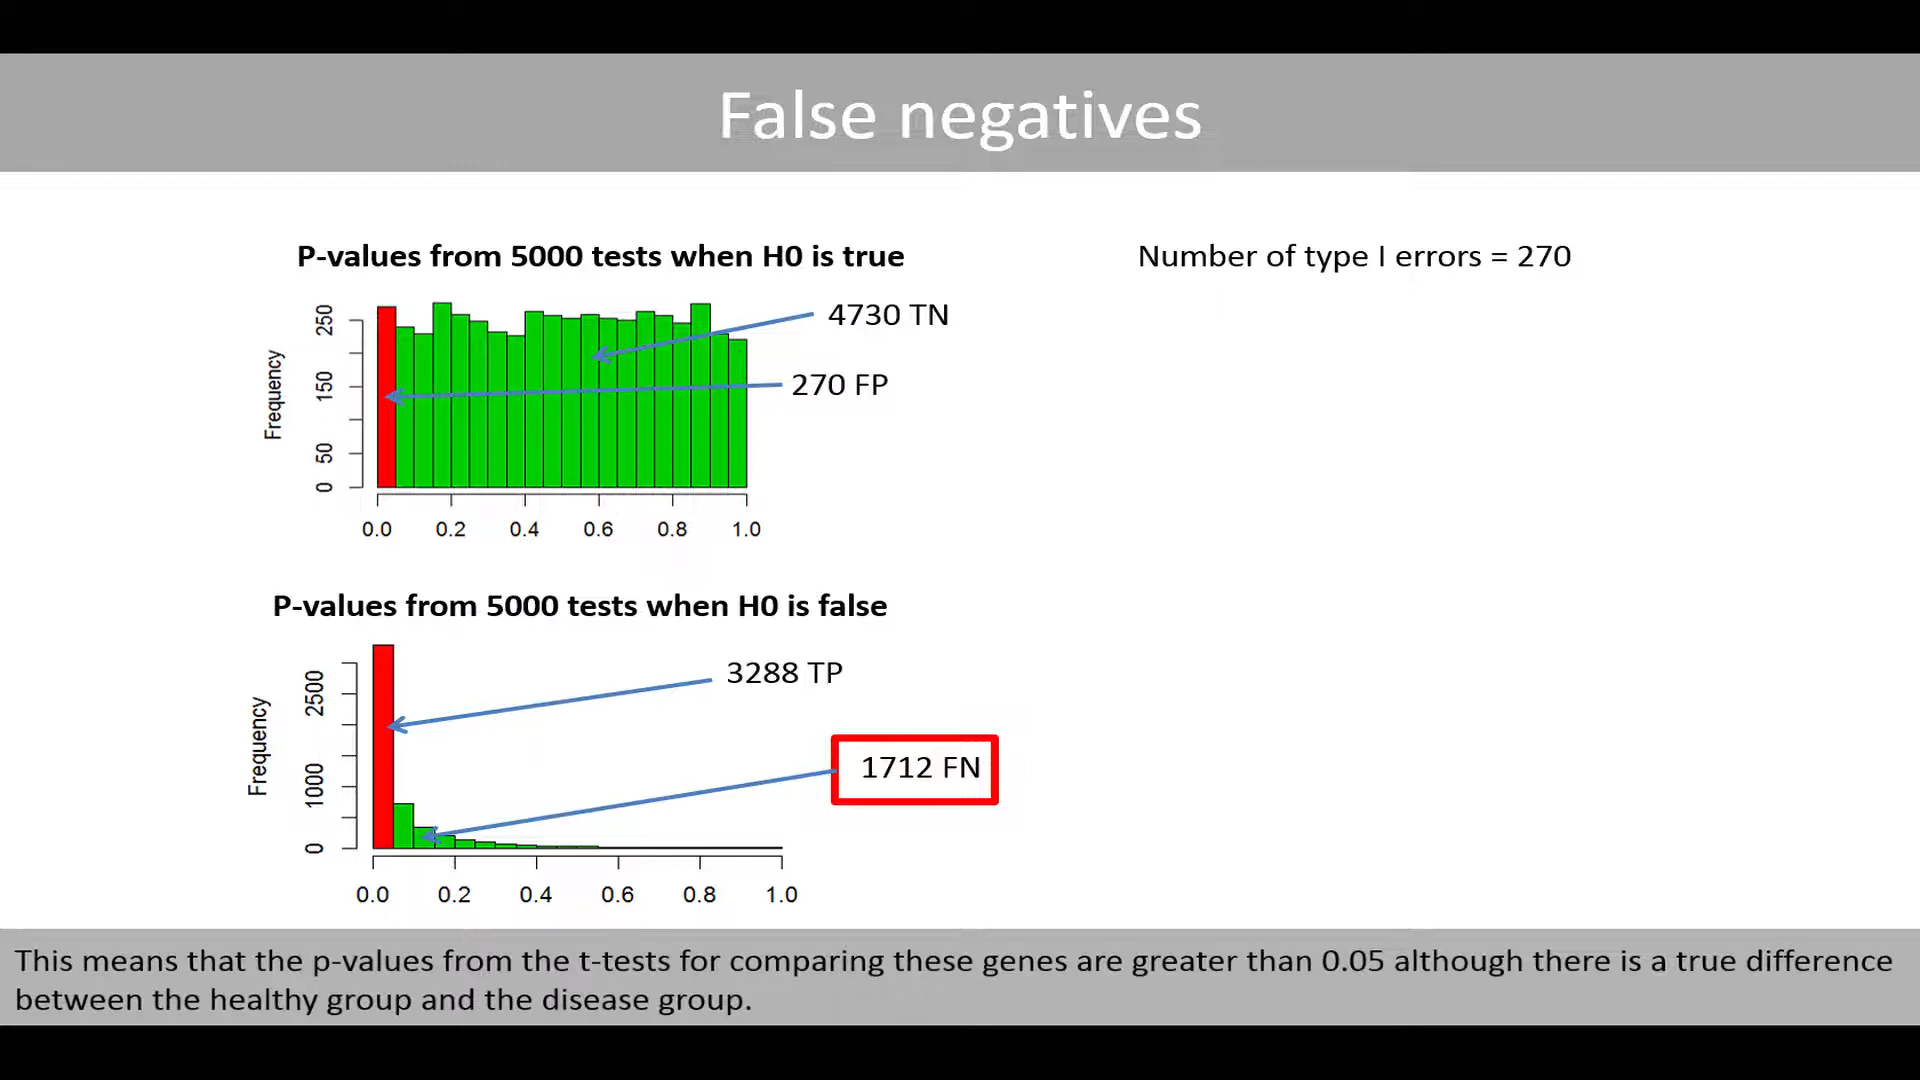 False negatives
P-values from 5000 tests when H0 is true
Number of type I errors = 270
250
150
50
0
Frequency
4730 TN
270 FP
0.0 0.2 0.4 0.6 0.8 1.0
P-values from 5000 tests when H0 is false
2500
1000
0
Frequency
3288 TP
1712 FN
0.0 0.2 0.4 0.6 0.8 1.0
This means that the p-values from the t-tests for comparing these genes are greater than 0.05 although there is a true difference
between the healthy group and the disease group.